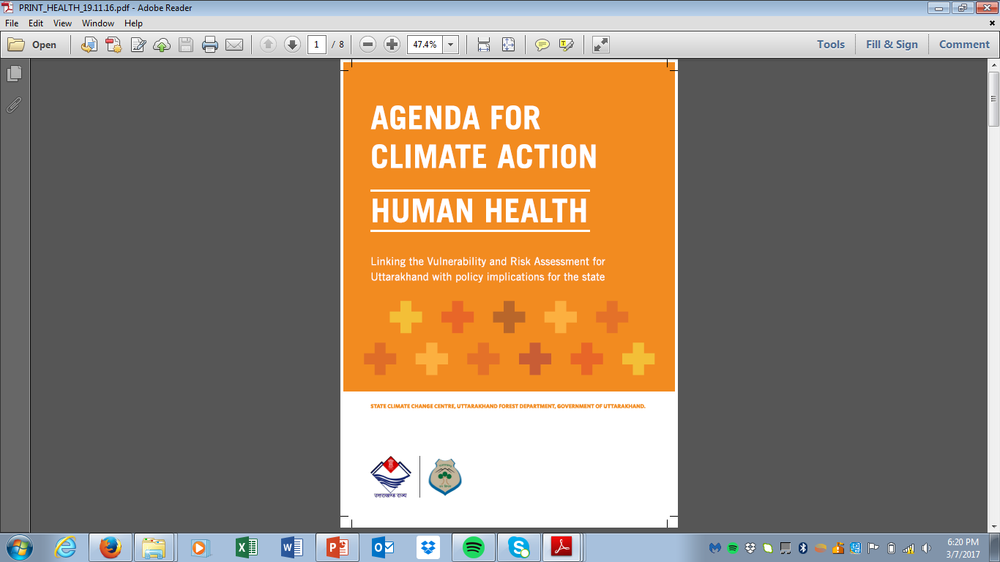 PRINT_HEALTH_19.11.16.pdf - Adobe Reader
File Edit View Window Help
Open 1 / 8 47.4% Tools Fill & Sign Comment
AGENDA FOR
CLIMATE ACTION
HUMAN HEALTH
Linking the Vulnerability and Risk Assessment for
Uttarakhand with policy implications for the state
STATE CLIMATE CHANGE CENTRE, UTTARAKHAND FOREST DEPARTMENT, GOVERNMENT OF UTTARAKHAND.
उत्तराखण्ड राज्य
6:20 PM
3/7/2017